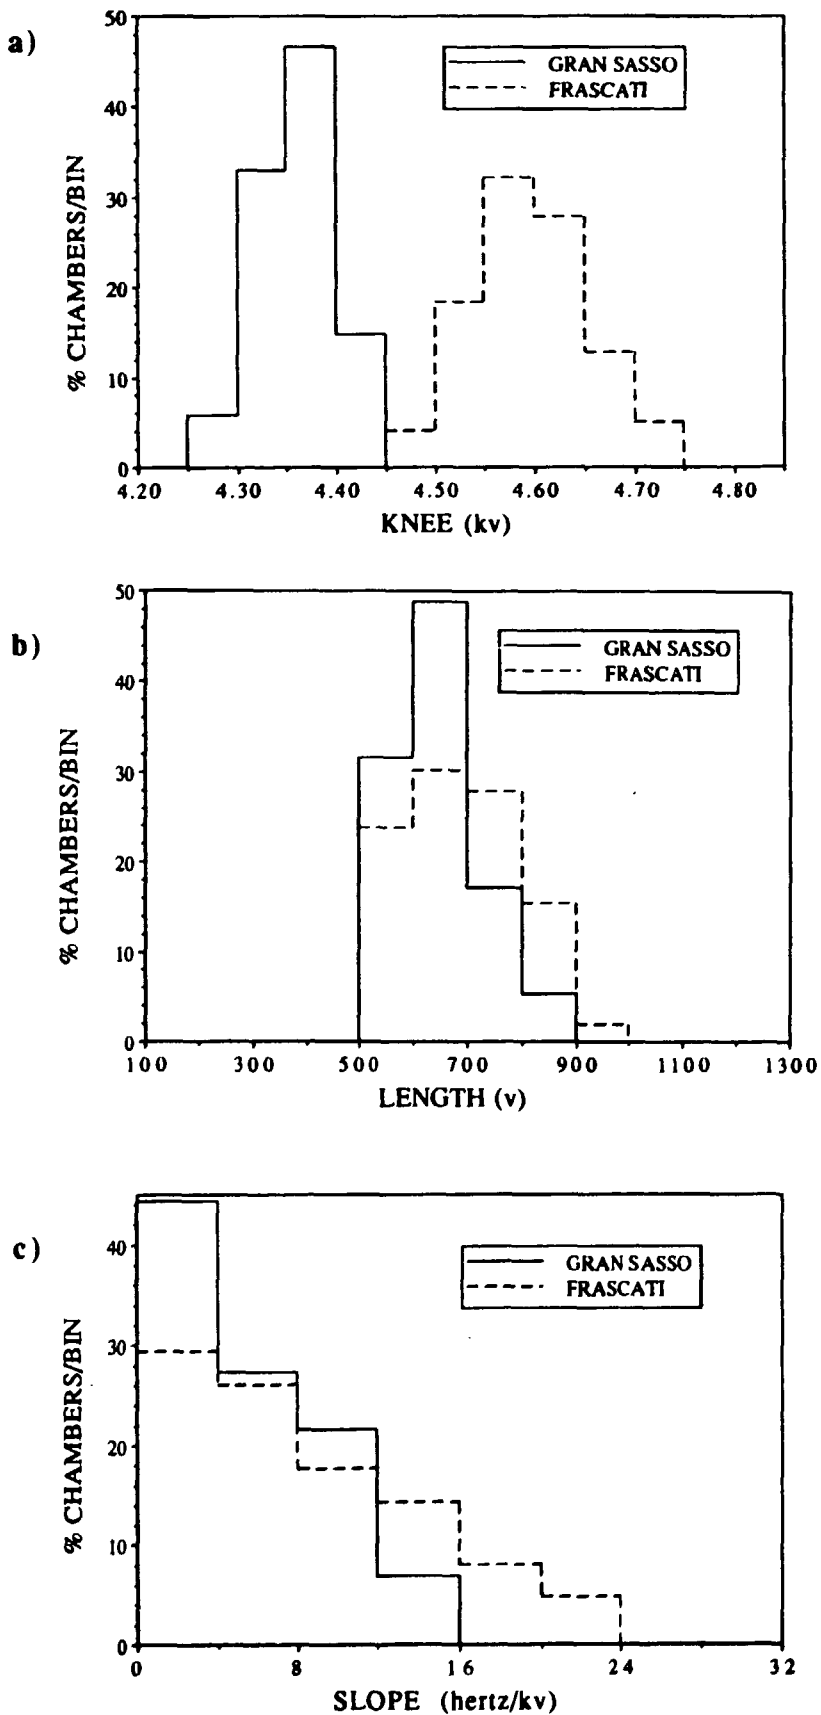 a)
50
40
30
20
10
0
% CHAMBERS/BIN
GRAN SASSO
FRASCATI
4.20 4.30 4.40 4.50 4.60 4.70 4.80
KNEE (kv)
b)
50
40
30
20
10
0
% CHAMBERS/BIN
GRAN SASSO
FRASCATI
100 300 500 700 900 1100 1300
LENGTH (v)
c)
40
30
20
10
0
% CHAMBERS/BIN
GRAN SASSO
FRASCATI
0 8 16 24 32
SLOPE (hertz/kv)